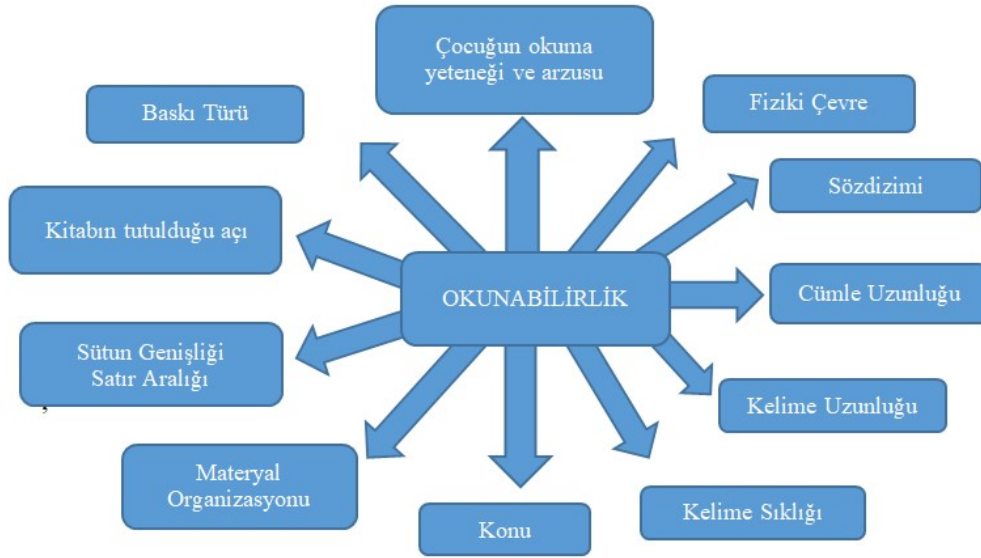 Çocuğun okuma
yeteneği ve arzusu
Baskı Türü
Fiziki Çevre
Sözdizimi
Kitabın tutulduğu açı
OKUNABİLİRLİK
Cümle Uzunluğu
Sütun Genişliği
Satır Aralığı
,
Kelime Uzunluğu
Materyal
Organizasyonu
Konu
Kelime Sıklığı